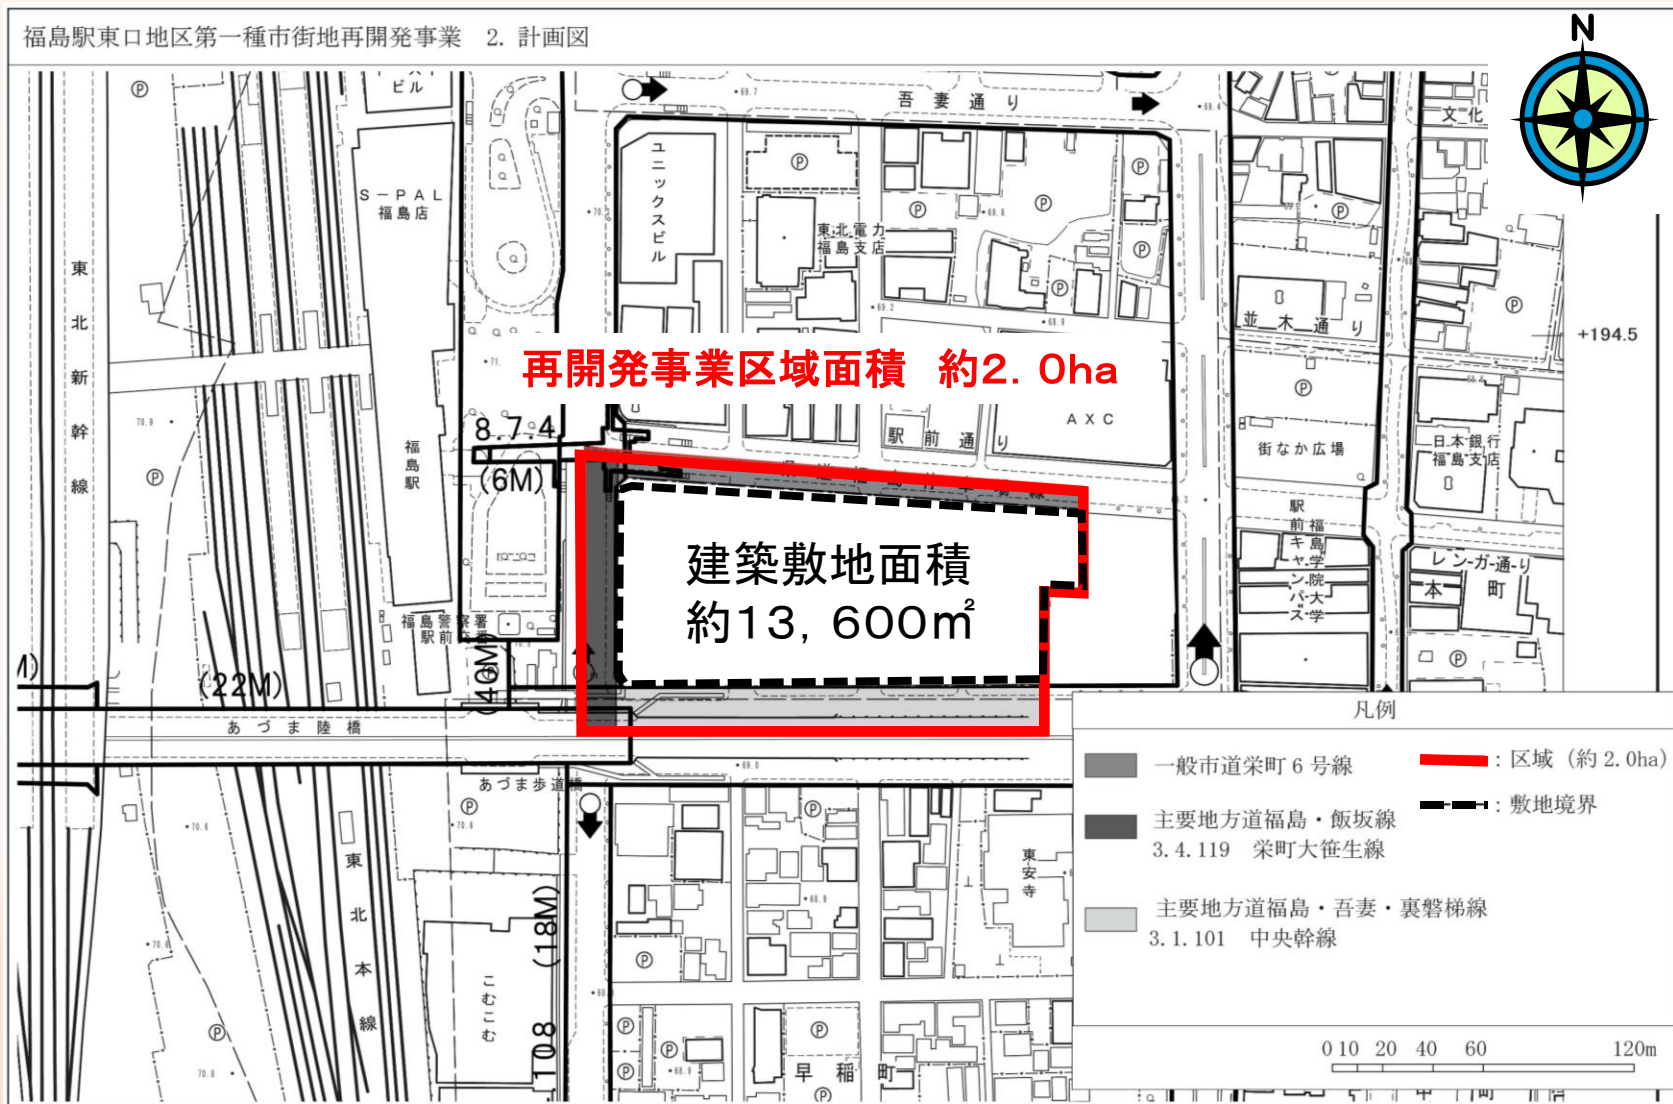 福島駅東口地区第一種市街地再開発事業　2. 計画図
N
ビル
吾妻通り
文化
S－PAL
福島店
ユニックスビル
東北電力
福島支店
東北新幹線
並木通り
+194.5
再開発事業区域面積　約2．0ha
AXC
8.7.4
(6M)
駅前通り
福島駅
街なか広場
日本銀行
福島支店
建築敷地面積
約13，600㎡
駅前キャンパス
福島学院大学
レンガ通り
本町
福島警察署
駅前交番
(40M)
(22M)
あづま陸橋
あづま歩道橋
東北本線
こむこむ
(18M)
108
東安寺
早稲町
凡例
一般市道栄町6号線
：区域（約2.0ha）
主要地方道福島・飯坂線
3.4.119　栄町大笹生線
：敷地境界
主要地方道福島・吾妻・裏磐梯線
3.1.101　中央幹線
0 10 20 40 60 120m